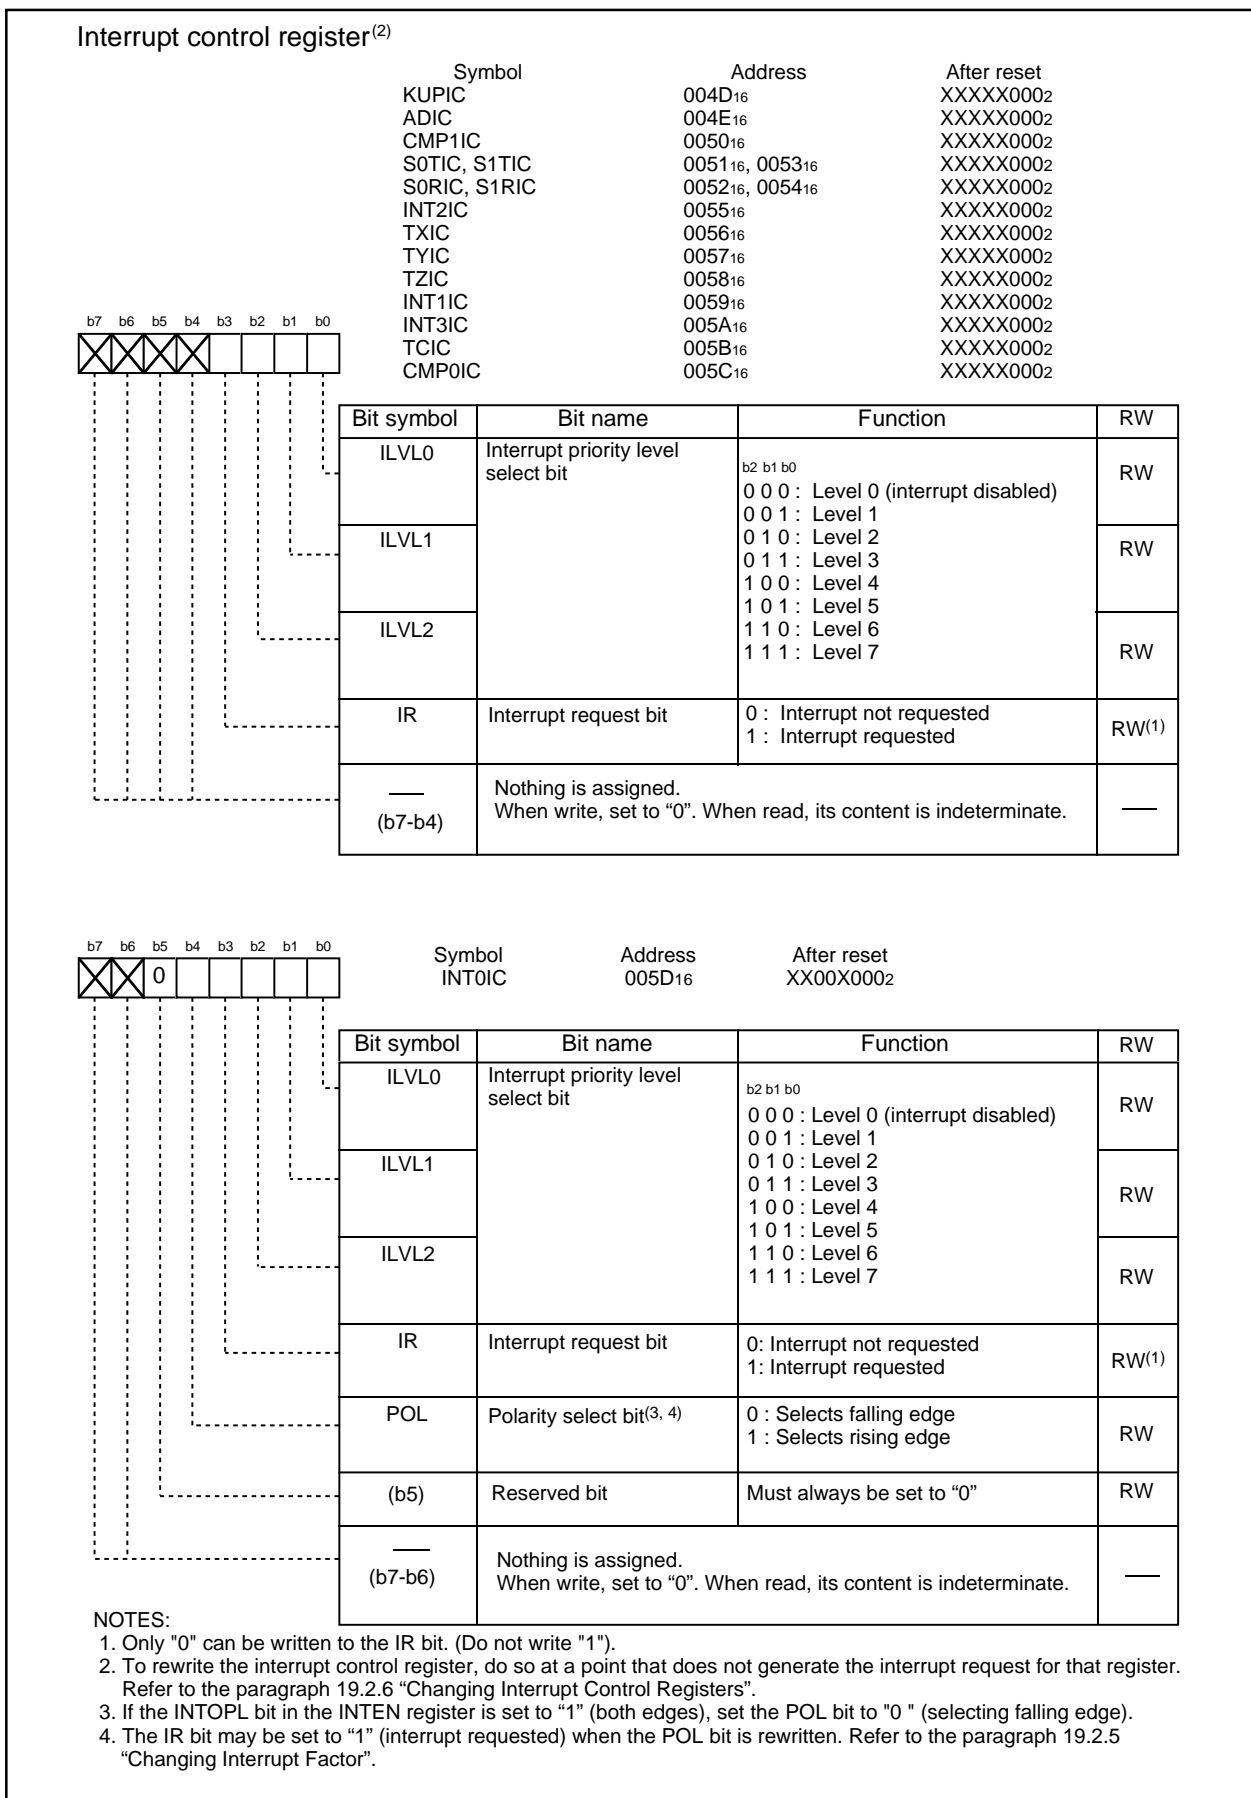 Interrupt control register(2)
Symbol Address After reset
KUPIC 004D16 XXXXX0002
ADIC 004E16 XXXXX0002
CMP1IC 005016 XXXXX0002
S0TIC, S1TIC 005116, 005316 XXXXX0002
S0RIC, S1RIC 005216, 005416 XXXXX0002
INT2IC 005516 XXXXX0002
TXIC 005616 XXXXX0002
TYIC 005716 XXXXX0002
TZIC 005816 XXXXX0002
INT1IC 005916 XXXXX0002
INT3IC 005A16 XXXXX0002
TCIC 005B16 XXXXX0002
CMP0IC 005C16 XXXXX0002
b7 b6 b5 b4 b3 b2 b1 b0
Bit symbol Bit name Function RW
ILVL0 Interrupt priority level
select bit
RW
b2 b1 b0
0 0 0 : Level 0 (interrupt disabled)
0 0 1 : Level 1
ILVL1 0 1 0 : Level 2 RW
0 1 1 : Level 3
1 0 0 : Level 4
1 0 1 : Level 5
ILVL2 1 1 0 : Level 6
1 1 1 : Level 7 RW
IR Interrupt request bit 0 : Interrupt not requested
1 : Interrupt requested RW(1)
(b7-b4)
Nothing is assigned.
When write, set to “0”. When read, its content is indeterminate.
b7 b6 b5 b4 b3 b2 b1 b0
0
Symbol Address After reset
INT0IC 005D16 XX00X0002
Bit symbol Bit name Function RW
ILVL0 Interrupt priority level
select bit
RW
b2 b1 b0
0 0 0 : Level 0 (interrupt disabled)
0 0 1 : Level 1
ILVL1 0 1 0 : Level 2
0 1 1 : Level 3 RW
1 0 0 : Level 4
1 0 1 : Level 5
ILVL2 1 1 0 : Level 6
1 1 1 : Level 7 RW
IR Interrupt request bit 0: Interrupt not requested
1: Interrupt requested RW(1)
POL Polarity select bit(3, 4) 0 : Selects falling edge
1 : Selects rising edge RW
(b5) Reserved bit Must always be set to “0” RW
(b7-b6)
Nothing is assigned.
When write, set to “0”. When read, its content is indeterminate.
NOTES:
1. Only "0" can be written to the IR bit. (Do not write "1").
2. To rewrite the interrupt control register, do so at a point that does not generate the interrupt request for that register.
Refer to the paragraph 19.2.6 “Changing Interrupt Control Registers”.
3. If the INTOPL bit in the INTEN register is set to “1” (both edges), set the POL bit to "0 " (selecting falling edge).
4. The IR bit may be set to “1” (interrupt requested) when the POL bit is rewritten. Refer to the paragraph 19.2.5
“Changing Interrupt Factor”.